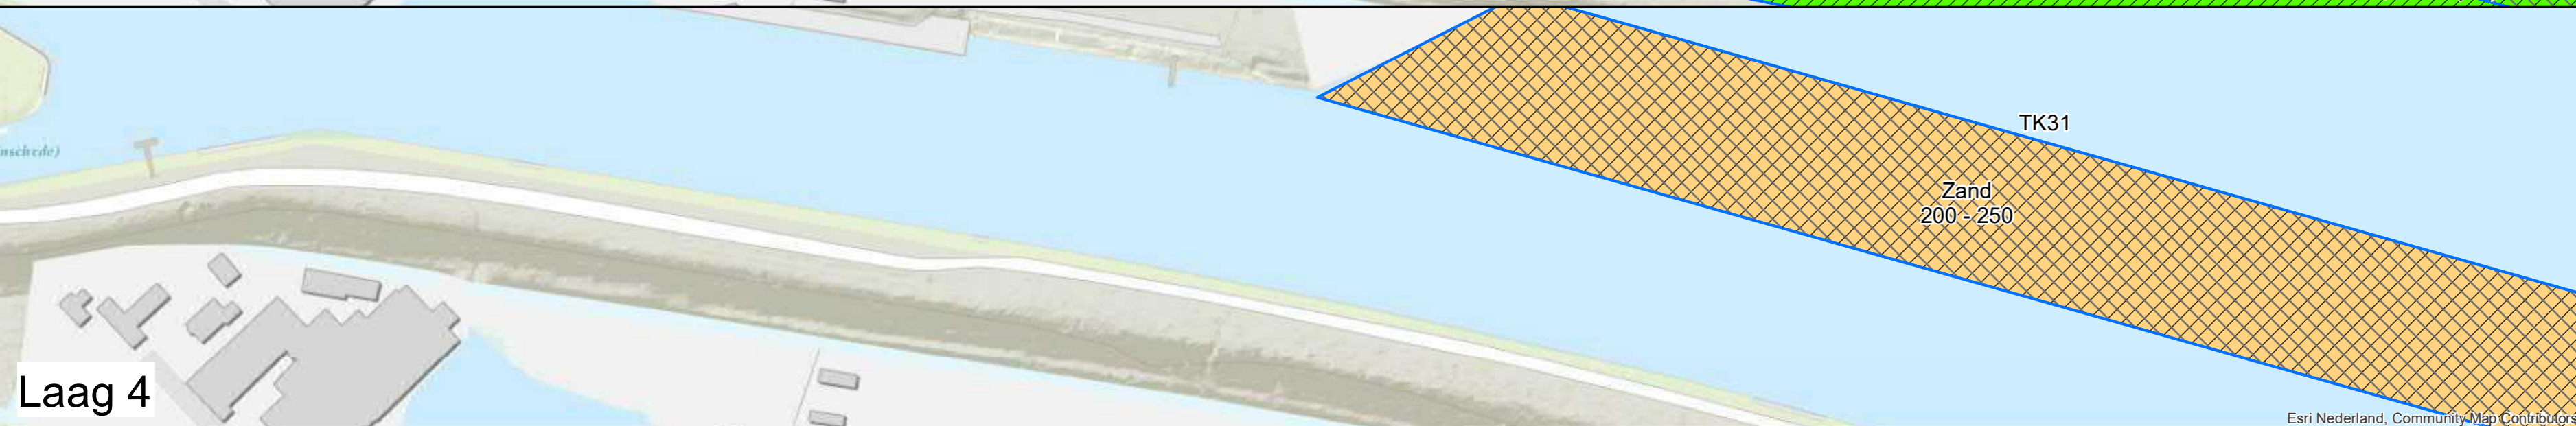 TK31
Zand
200 - 250
Laag 4
Esri Nederland, Community Map Contributors